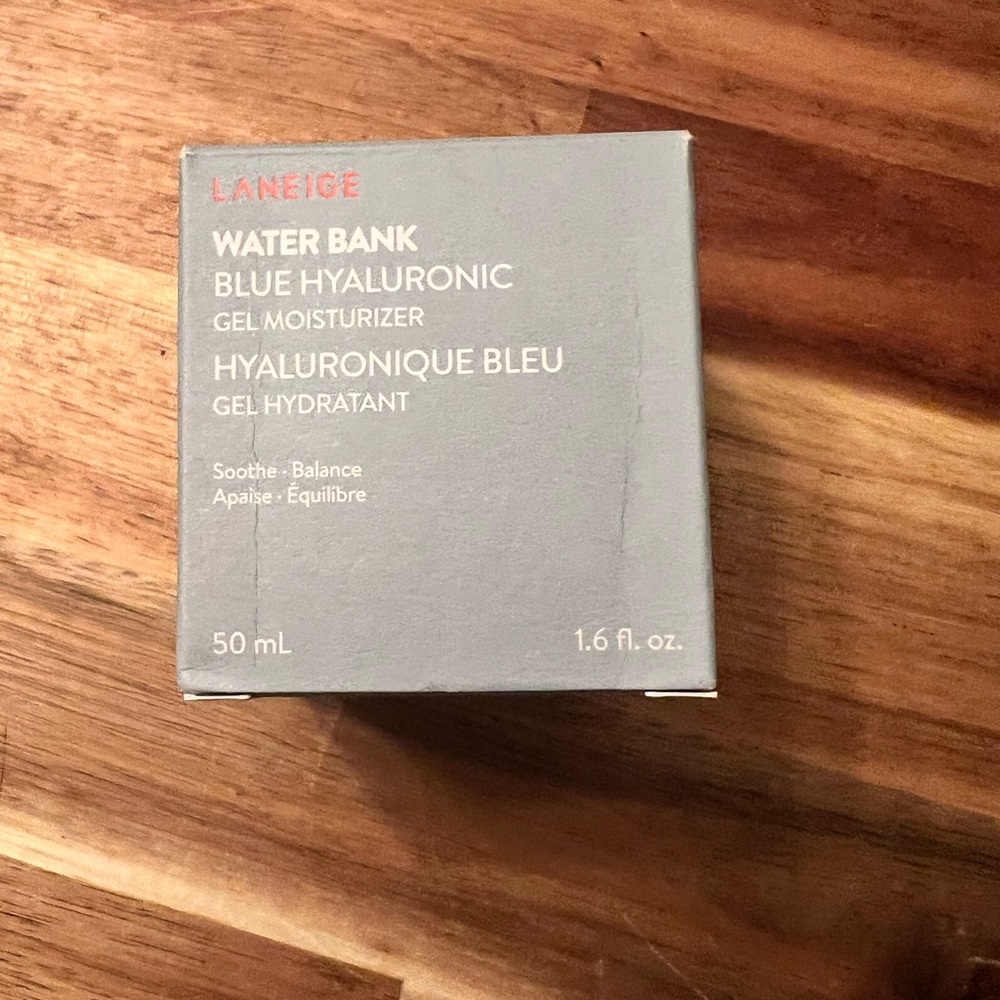 LANEIGE
WATER BANK
BLUE HYALURONIC
GEL MOISTURIZER
HYALURONIQUE BLEU
GEL HYDRATANT
Soothe · Balance
Apaise · Équilibre
50 mL 1.6 fl. oz.